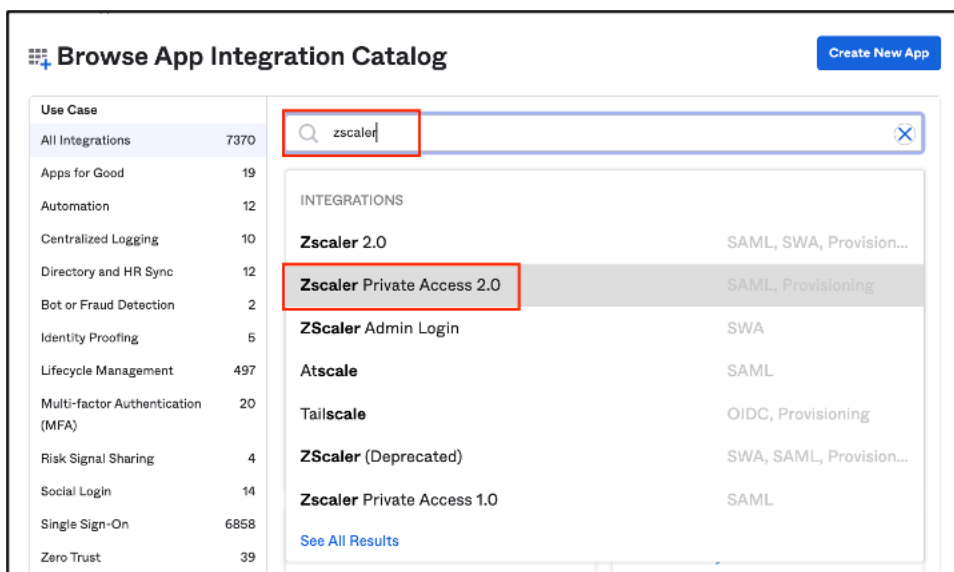 Browse App Integration Catalog
Create New App
Use Case
All Integrations 7370
Apps for Good 19
Automation 12
Centralized Logging 10
Directory and HR Sync 12
Bot or Fraud Detection 2
Identity Proofing 5
Lifecycle Management 497
Multi-factor Authentication 20
(MFA)
Risk Signal Sharing 4
Social Login 14
Single Sign-On 6858
Zero Trust 39
zscaler
INTEGRATIONS
Zscaler 2.0 SAML, SWA, Provision...
Zscaler Private Access 2.0 SAML, Provisioning
ZScaler Admin Login SWA
Atscale SAML
Tailscale OIDC, Provisioning
ZScaler (Deprecated) SWA, SAML, Provision...
Zscaler Private Access 1.0 SAML
See All Results